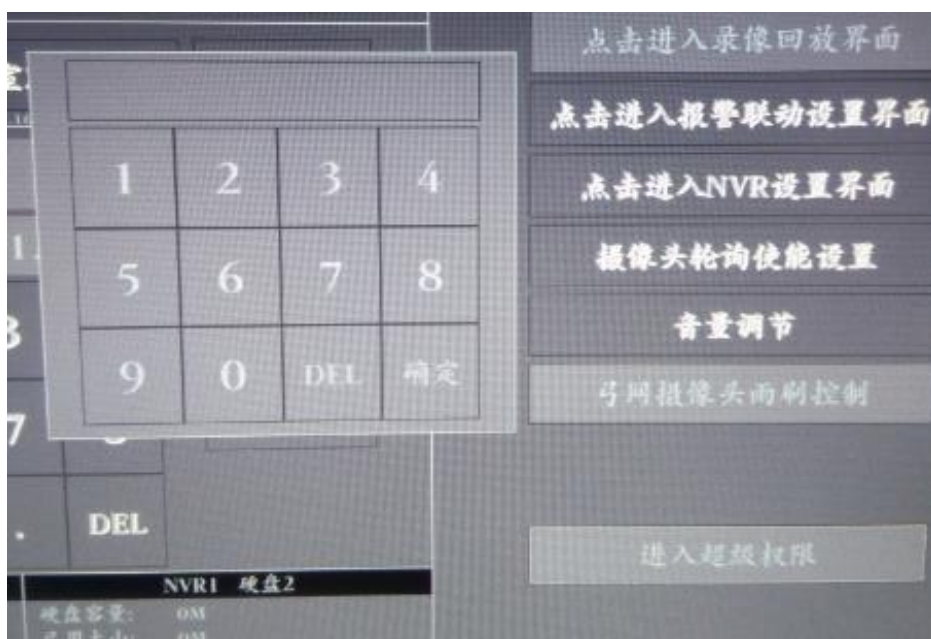 点击进入录像回放界面
点击进入报警联动设置界面
点击进入NVR设置界面
摄像头轮询使能设置
音量调节
弓网摄像头雨刷控制
进入超级权限
1 2 3 4
5 6 7 8
9 0 DEL 确定
7
. DEL
NVR1 硬盘2
硬盘容量: 0M
0M